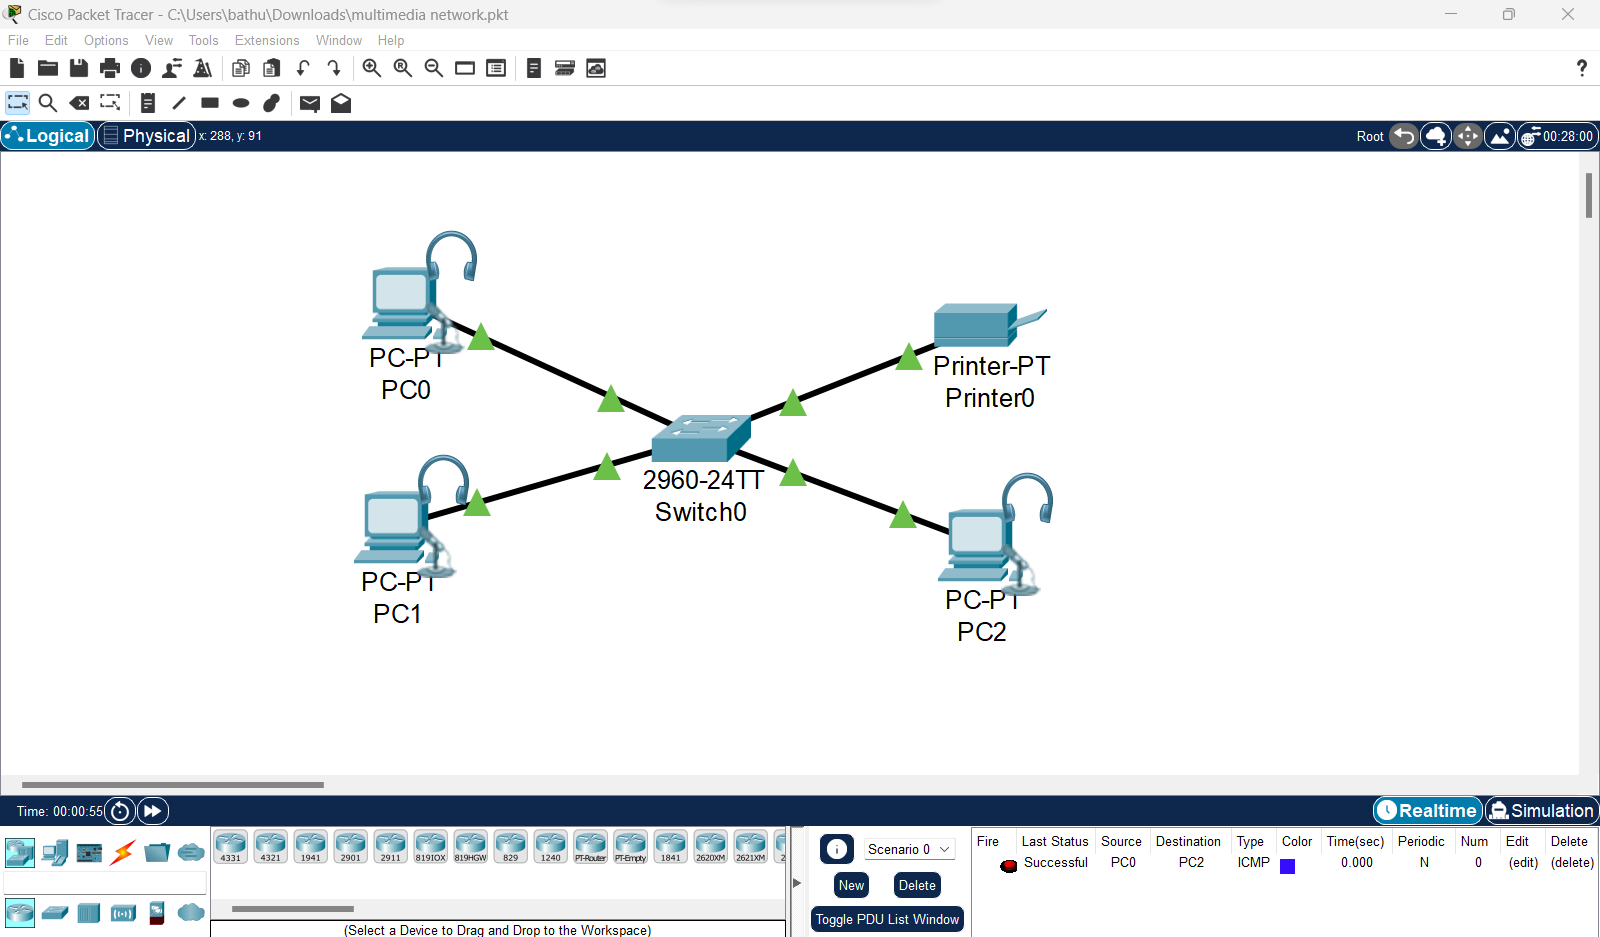 Cisco Packet Tracer - C:\Users\bathu\Downloads\multimedia network.pkt
File Edit Options View Tools Extensions Window Help
?
Logical Physical x: 288, y: 91 Root 00:28:00
PC-PT
PC0
Printer-PT
Printer0
2960-24TT
Switch0
PC-PT
PC1
PC-PT
PC2
Time: 00:00:55 Realtime Simulation
4331 4321 1941 2901 2911 819IOX 819HGW 829 1240 PT-Router PT-Empty 1841 2620XM 2621XM 2
(Select a Device to Drag and Drop to the Workspace)
Scenario 0
New Delete
Toggle PDU List Window
Fire Last Status Source Destination Type Color Time(sec) Periodic Num Edit Delete
Successful PC0 PC2 ICMP 0.000 N 0 (edit) (delete)